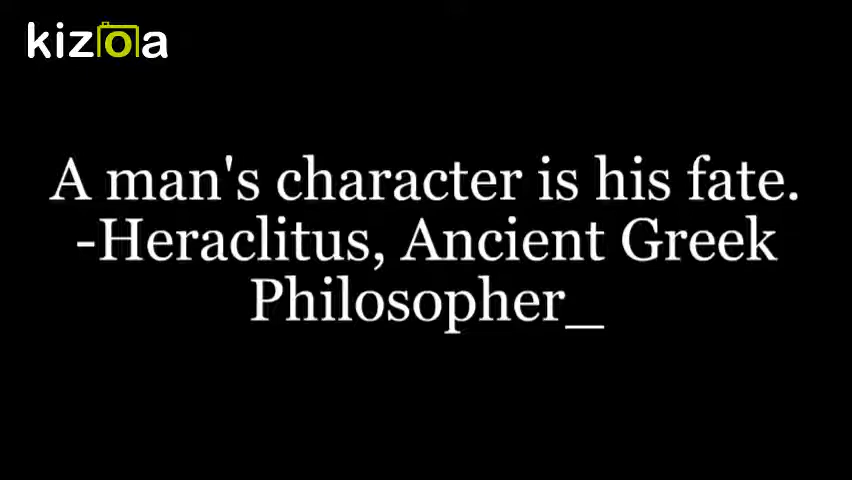 kizoa
A man's character is his fate.
-Heraclitus, Ancient Greek
Philosopher_